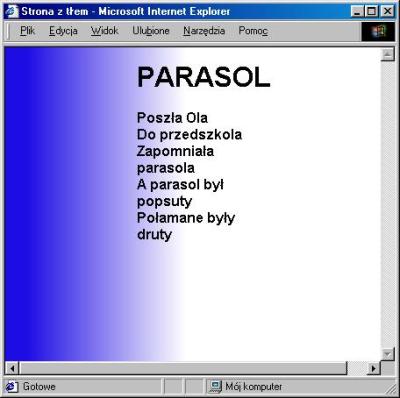 Strona z tłem - Microsoft Internet Explorer
Plik Edycja Widok Ulubione Narzędzia Pomoc
PARASOL
Poszła Ola
Do przedszkola
Zapomniała
parasola
A parasol był
popsuty
Połamane były
druty
Gotowe Mój komputer